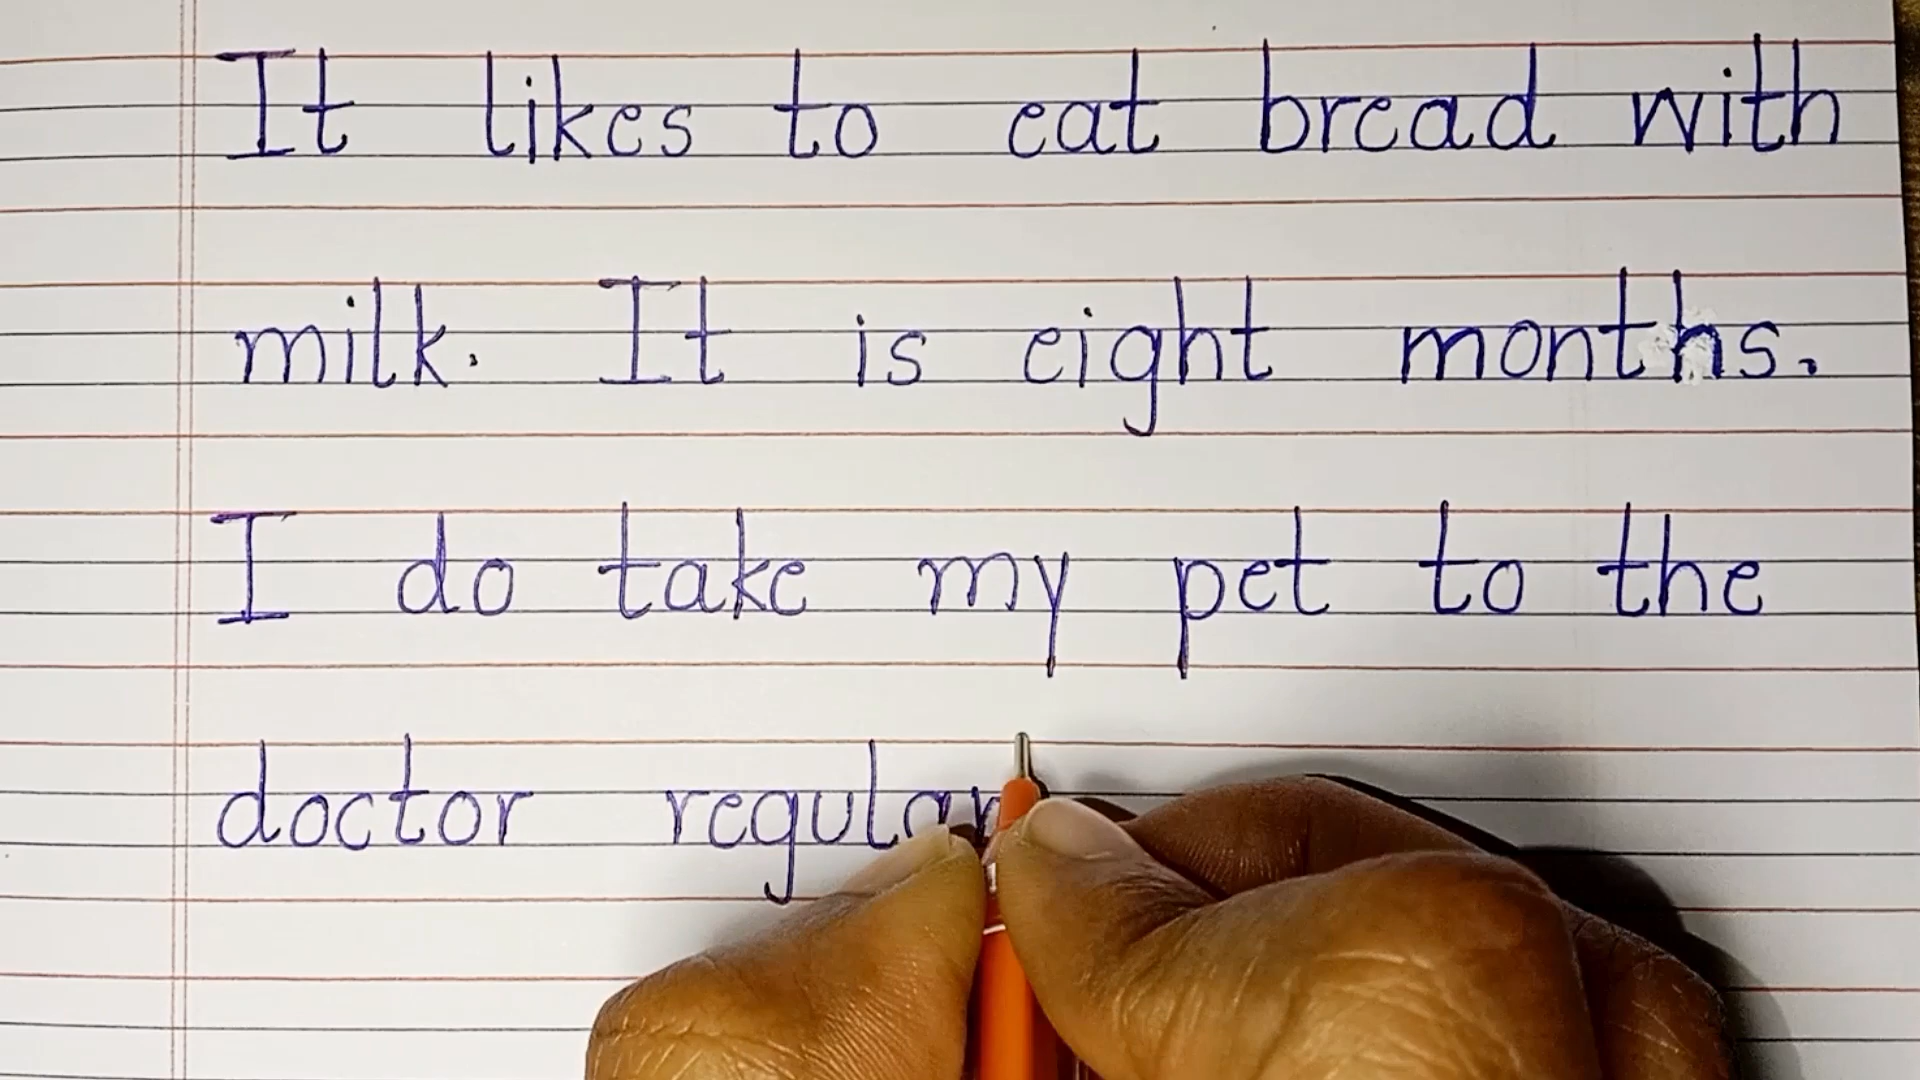 It likes to eat bread with
milk. It is eight months.
I do take my pet to the
doctor regular